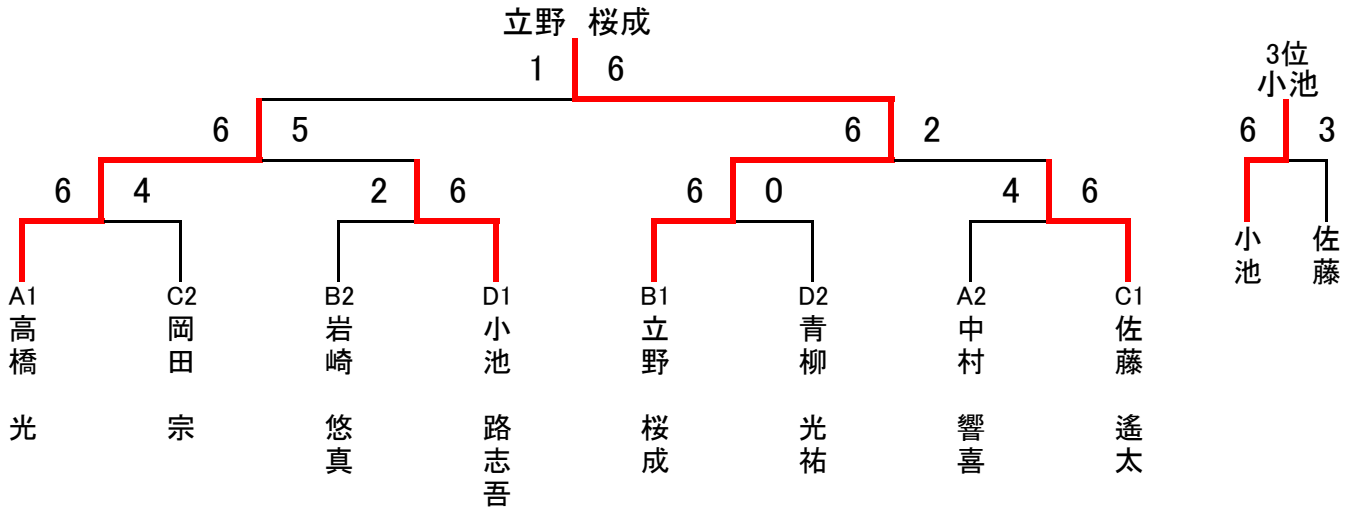 立野 桜成
1 6
3位
小池
6 5
6 2
6 3
6 4
2 6
6 0
4 6
小池
佐藤
A1
高橋 光
C2
岡田 宗
B2
岩崎 悠真
D1
小池 路志吾
B1
立野 桜成
D2
青柳 光祐
A2
中村 響喜
C1
佐藤 遙太